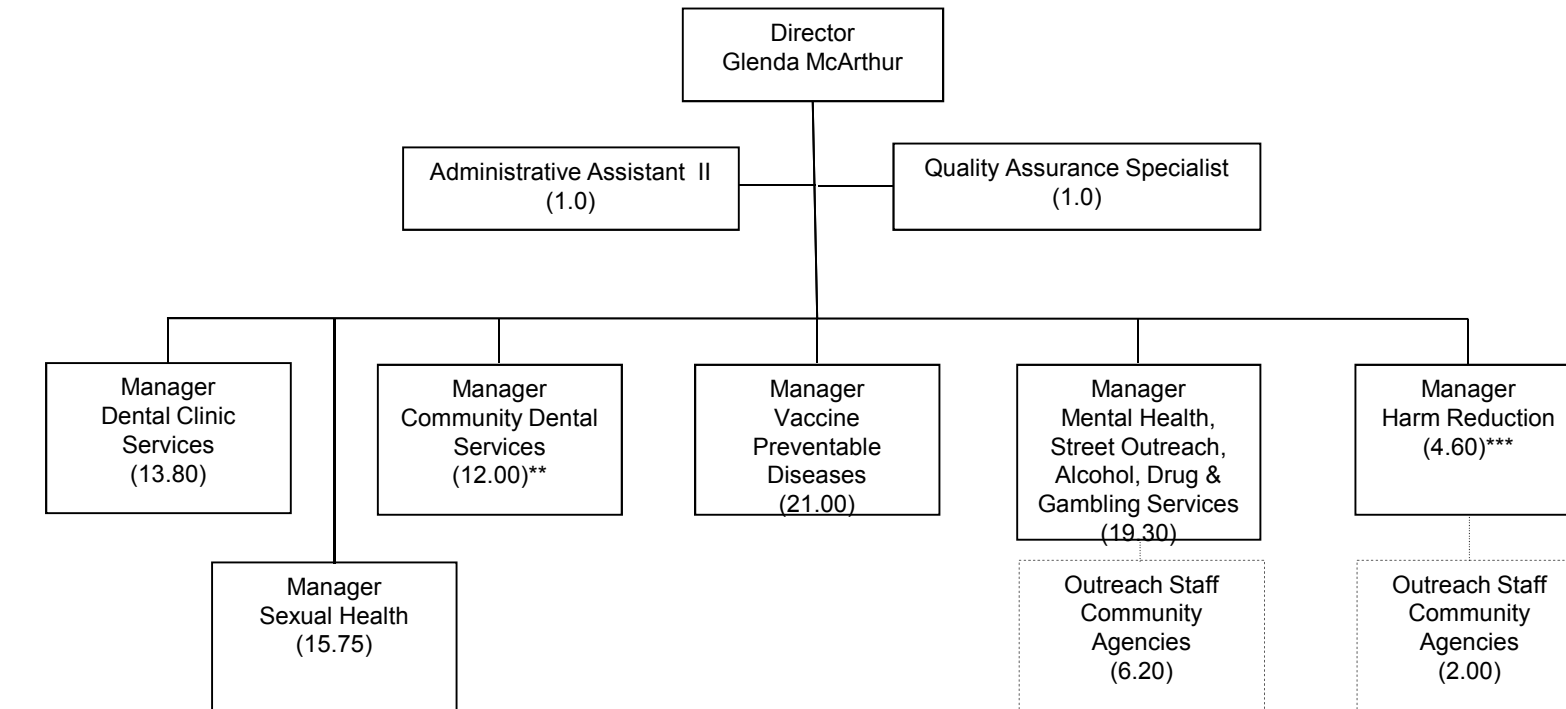 Director
Glenda McArthur
Administrative Assistant II
(1.0)
Quality Assurance Specialist
(1.0)
Manager
Dental Clinic
Services
(13.80)
Manager
Community Dental
Services
(12.00)**
Manager
Vaccine
Preventable
Diseases
(21.00)
Manager
Mental Health,
Street Outreach,
Alcohol, Drug &
Gambling Services
(19.30)
Manager
Harm Reduction
(4.60)***
Manager
Sexual Health
(15.75)
Outreach Staff
Community
Agencies
(6.20)
Outreach Staff
Community
Agencies
(2.00)